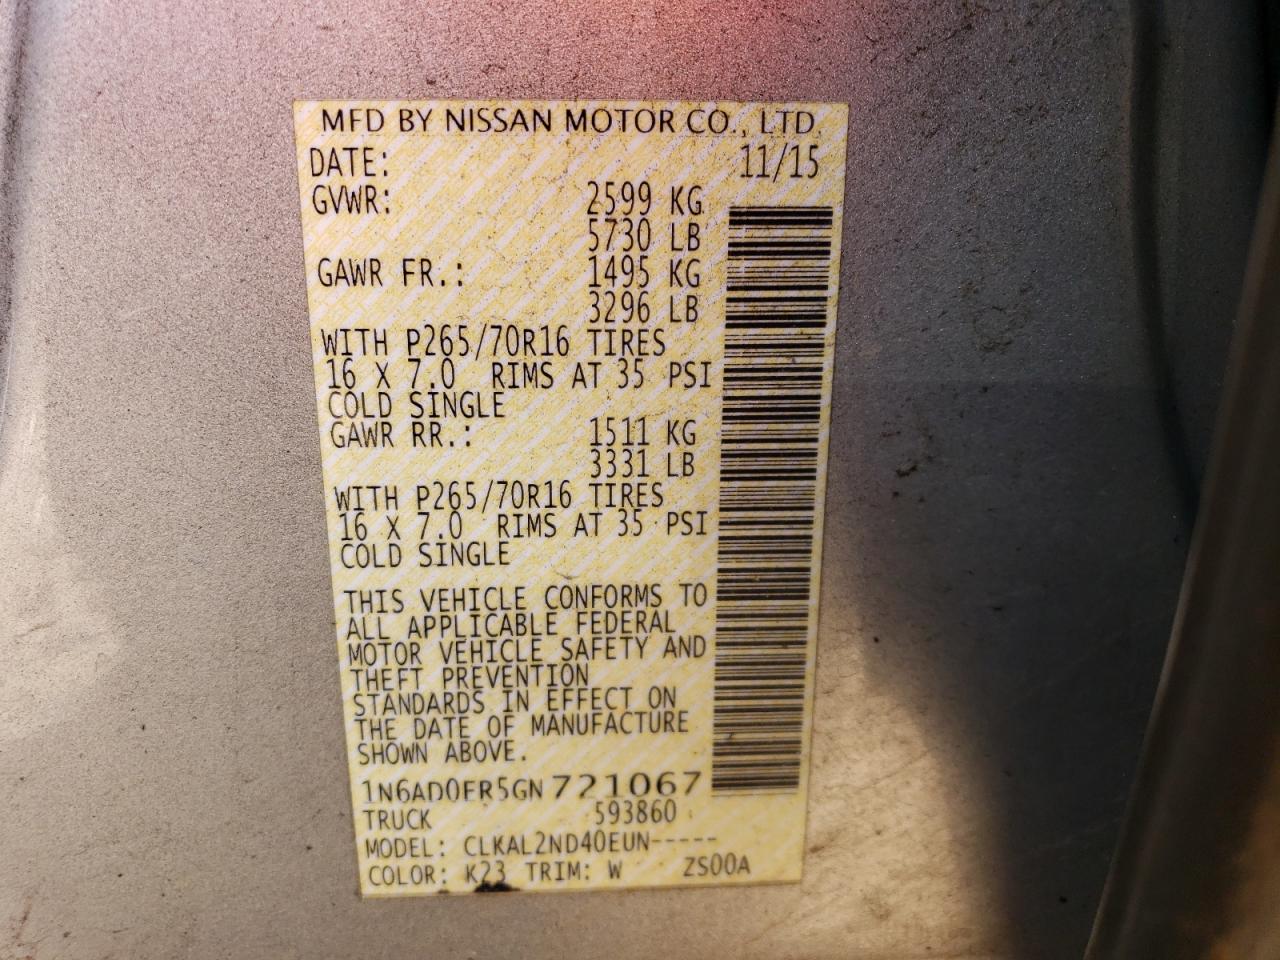 MFD BY NISSAN MOTOR CO., LTD.
DATE: 11/15
GVWR: 2599 KG
5730 LB
GAWR FR.: 1495 KG
3296 LB
WITH P265/70R16 TIRES
16 X 7.0 RIMS AT 35 PSI
COLD SINGLE
GAWR RR.: 1511 KG
3331 LB
WITH P265/70R16 TIRES
16 X 7.0 RIMS AT 35 PSI
COLD SINGLE
THIS VEHICLE CONFORMS TO
ALL APPLICABLE FEDERAL
MOTOR VEHICLE SAFETY AND
THEFT PREVENTION
STANDARDS IN EFFECT ON
THE DATE OF MANUFACTURE
SHOWN ABOVE.
1N6AD0ER5GN721067
TRUCK 593860
MODEL: CLKAL2ND40EUN-----
COLOR: K23 TRIM: W ZS00A